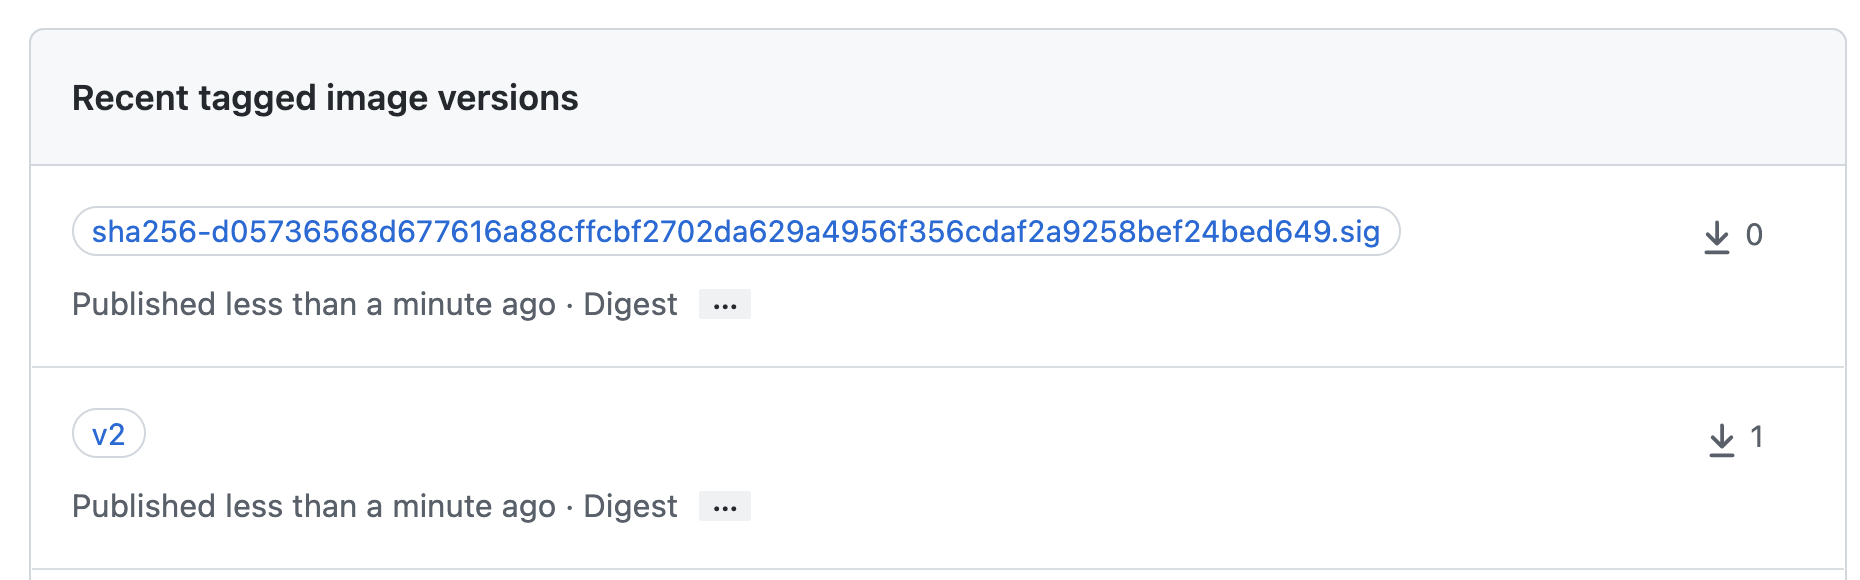 Recent tagged image versions
sha256-d05736568d677616a88cffcbf2702da629a4956f356cdaf2a9258bef24bed649.sig
0
Published less than a minute ago · Digest ...
v2
1
Published less than a minute ago · Digest ...